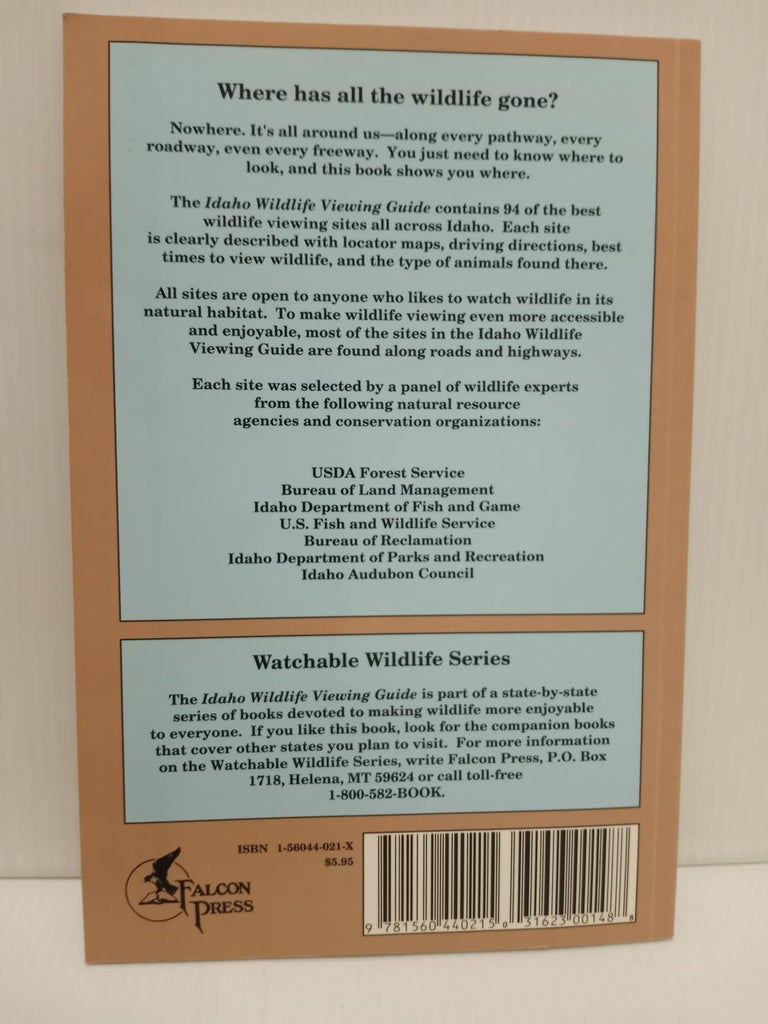 Where has all the wildlife gone?
Nowhere. It's all around us—along every pathway, every
roadway, even every freeway. You just need to know where to
look, and this book shows you where.
The Idaho Wildlife Viewing Guide contains 94 of the best
wildlife viewing sites all across Idaho. Each site
is clearly described with locator maps, driving directions, best
times to view wildlife, and the type of animals found there.
All sites are open to anyone who likes to watch wildlife in its
natural habitat. To make wildlife viewing even more accessible
and enjoyable, most of the sites in the Idaho Wildlife
Viewing Guide are found along roads and highways.
Each site was selected by a panel of wildlife experts
from the following natural resource
agencies and conservation organizations:
USDA Forest Service
Bureau of Land Management
Idaho Department of Fish and Game
U.S. Fish and Wildlife Service
Bureau of Reclamation
Idaho Department of Parks and Recreation
Idaho Audubon Council
Watchable Wildlife Series
The Idaho Wildlife Viewing Guide is part of a state-by-state
series of books devoted to making wildlife more enjoyable
to everyone. If you like this book, look for the companion books
that cover other states you plan to visit. For more information
on the Watchable Wildlife Series, write Falcon Press, P.O. Box
1718, Helena, MT 59624 or call toll-free
1-800-582-BOOK.
ISBN 1-56044-021-X
$5.95
FALCON
PRESS
9 781560 440215 0 31623 00148 8